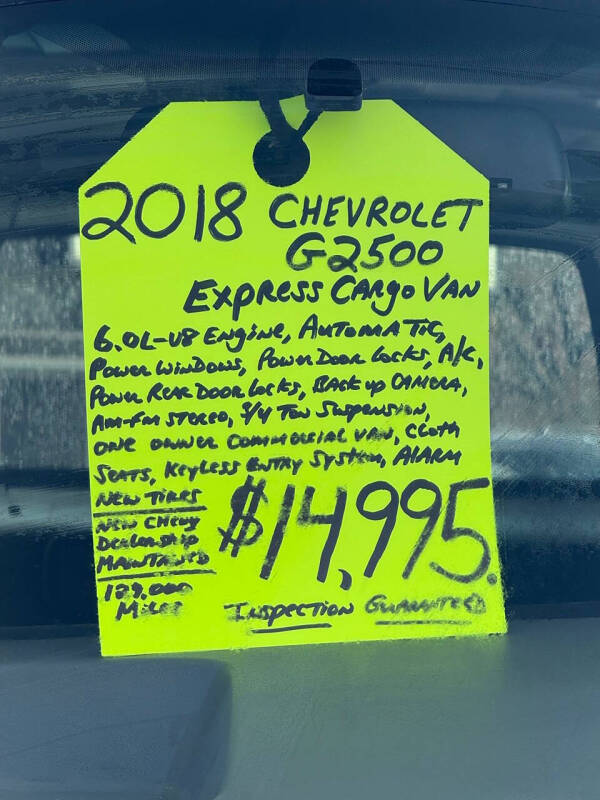 2018 CHEVROLET
G2500
EXPRESS CARGO VAN
6.0L-V8 ENGINE, AUTOMATIC,
POWER WINDOWS, POWER DOOR LOCKS, A/C,
POWER REAR DOOR LOCKS, BACK UP CAMERA,
AM-FM STEREO, 3/4 TON SUSPENSION,
ONE OWNER COMMERCIAL VAN, CLOTH
SEATS, KEYLESS ENTRY SYSTEM, ALARM
NEW TIRES
NEW CHEVY
DEALERSHIP
MAINTAINED
$14,995.
129,000
MILES
INSPECTION GUARANTEED